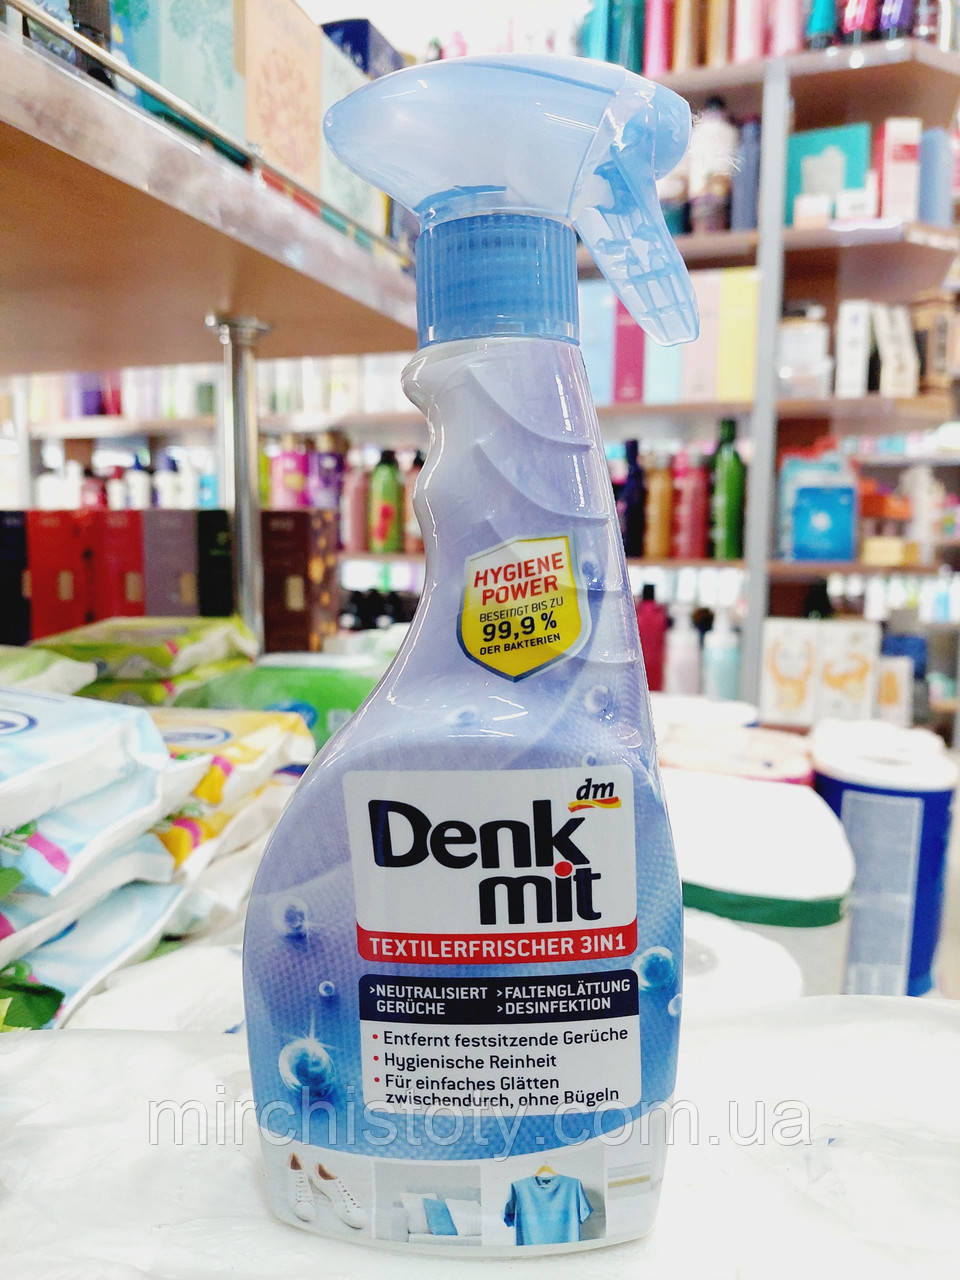 HYGIENE
POWER
BESEITIGT BIS ZU
99,9 %
DER BAKTERIEN
dm
Denk
mit
TEXTILERFRISCHER 3IN1
>NEUTRALISIERT GERÜCHE
>FALTENGLÄTTUNG
>DESINFEKTION
• Entfernt festsitzende Gerüche
• Hygienische Reinheit
• Für einfaches Glätten
zwischendurch, ohne Bügeln
mirchistoty.com.ua